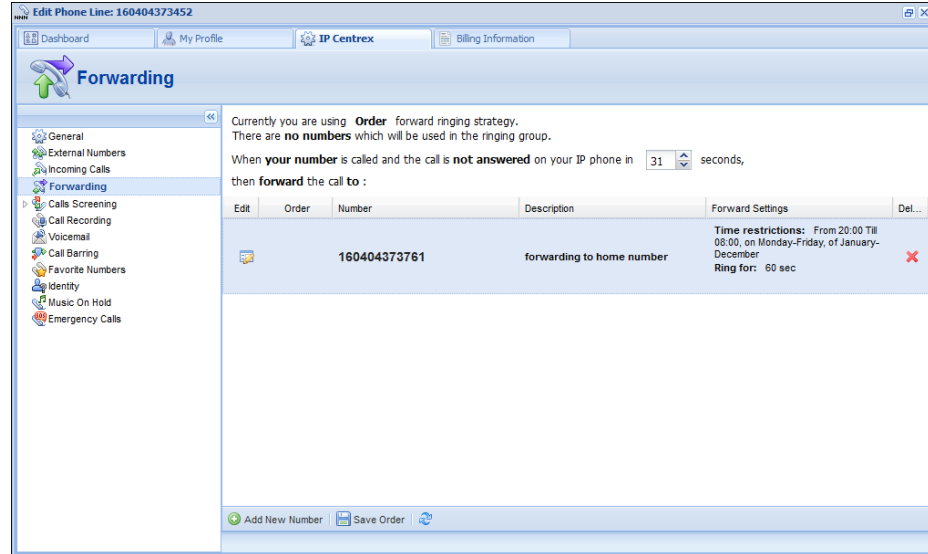 Edit Phone Line: 160404373452
Dashboard
My Profile
IP Centrex
Billing Information
Forwarding
General
External Numbers
Incoming Calls
Forwarding
Calls Screening
Call Recording
Voicemail
Call Barring
Favorite Numbers
Identity
Music On Hold
Emergency Calls
Currently you are using Order forward ringing strategy.
There are no numbers which will be used in the ringing group.
When your number is called and the call is not answered on your IP phone in 31 seconds,
then forward the call to :
Edit Order Number Description Forward Settings Del...
160404373761 forwarding to home number
Time restrictions: From 20:00 Till
08:00, on Monday-Friday, of January-
December
Ring for: 60 sec
Add New Number Save Order